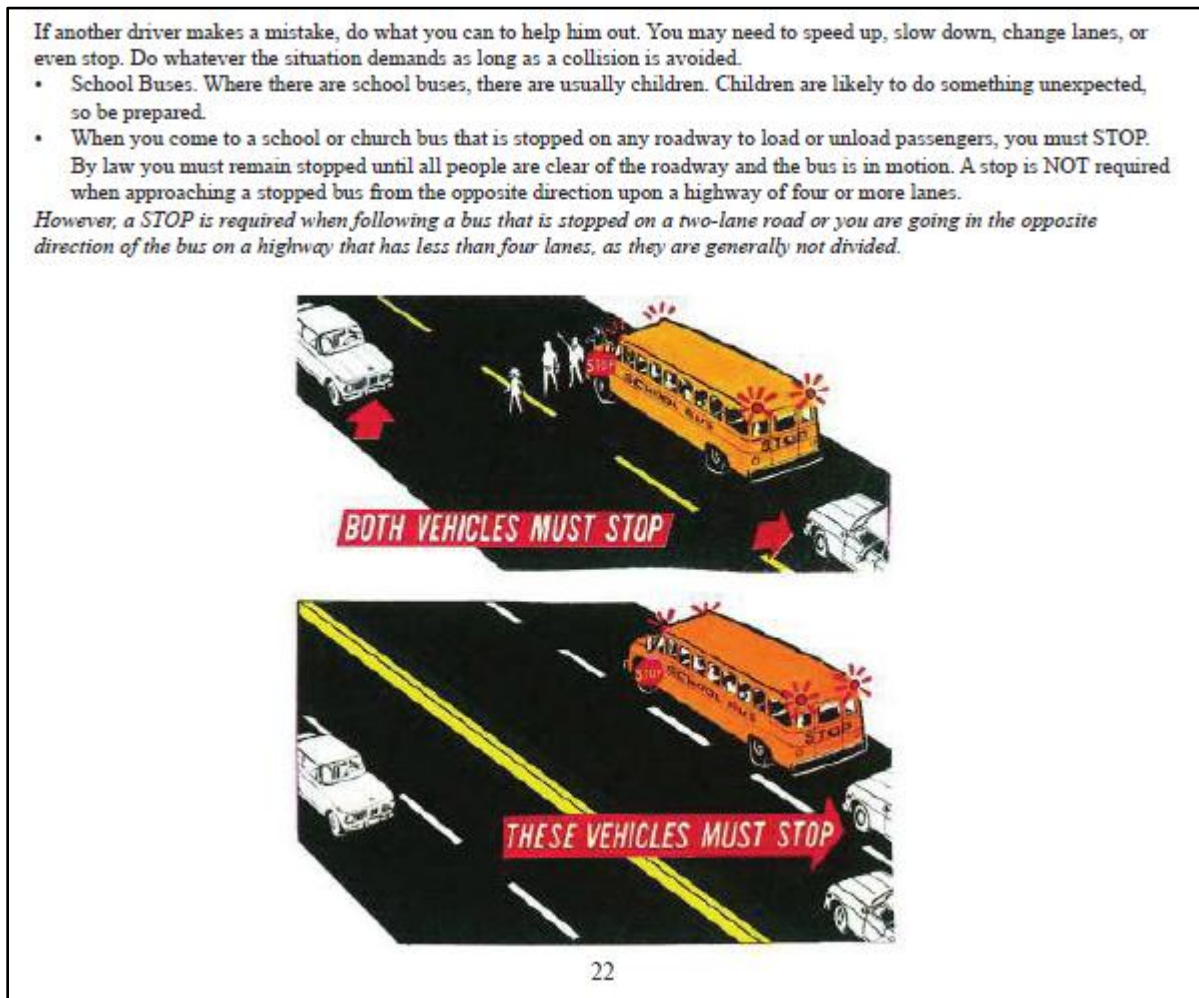 If another driver makes a mistake, do what you can to help him out. You may need to speed up, slow down, change lanes, or
even stop. Do whatever the situation demands as long as a collision is avoided.
• School Buses. Where there are school buses, there are usually children. Children are likely to do something unexpected,
so be prepared.
• When you come to a school or church bus that is stopped on any roadway to load or unload passengers, you must STOP.
By law you must remain stopped until all people are clear of the roadway and the bus is in motion. A stop is NOT required
when approaching a stopped bus from the opposite direction upon a highway of four or more lanes.
However, a STOP is required when following a bus that is stopped on a two-lane road or you are going in the opposite
direction of the bus on a highway that has less than four lanes, as they are generally not divided.
STOP
SCHOOL BUS
STOP
BOTH VEHICLES MUST STOP
STOP
SCHOOL BUS
STOP
THESE VEHICLES MUST STOP
22